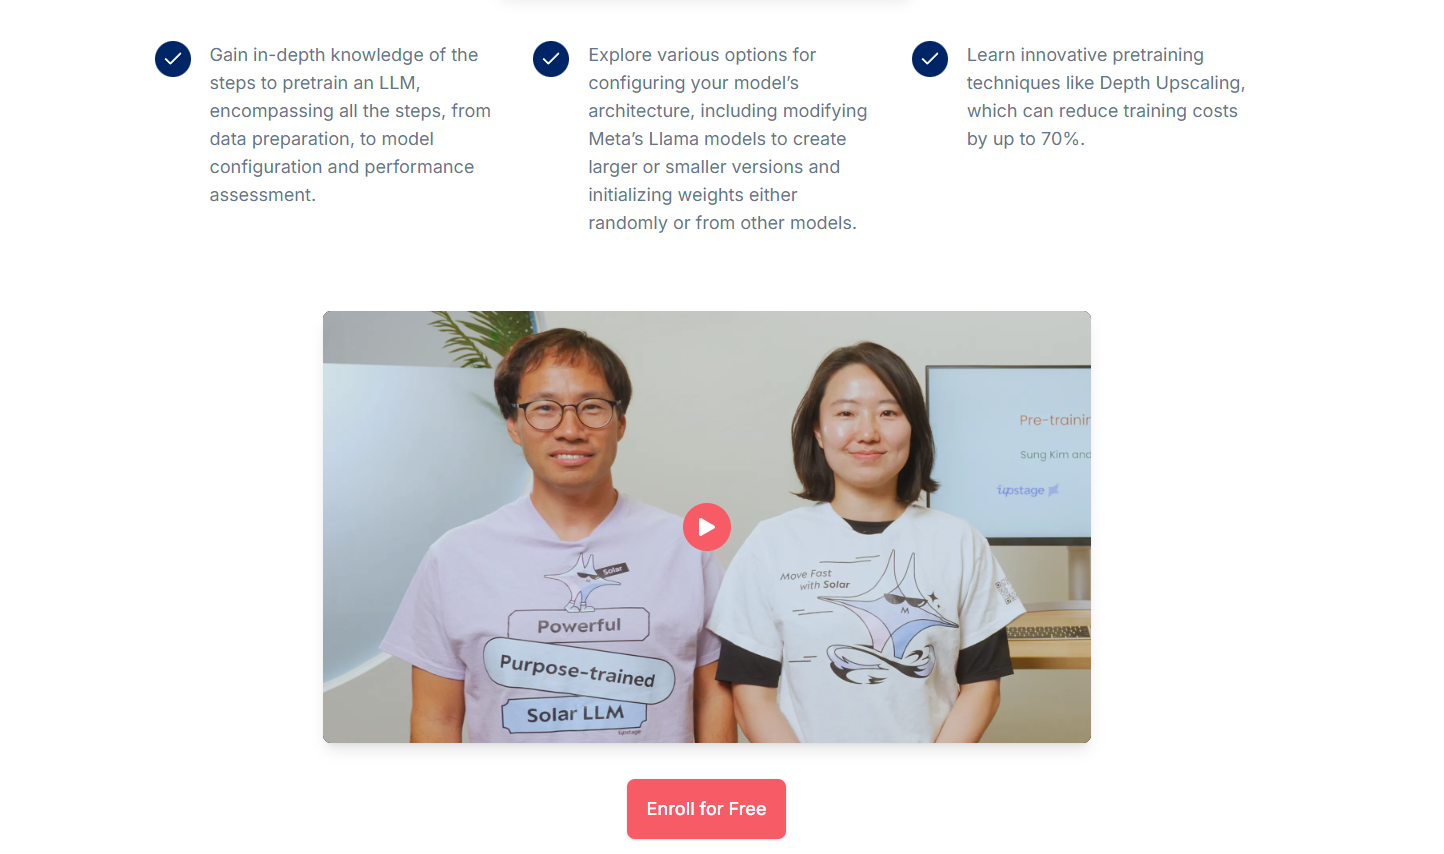 Gain in-depth knowledge of the
steps to pretrain an LLM,
encompassing all the steps, from
data preparation, to model
configuration and performance
assessment.
Explore various options for
configuring your model’s
architecture, including modifying
Meta’s Llama models to create
larger or smaller versions and
initializing weights either
randomly or from other models.
Learn innovative pretraining
techniques like Depth Upscaling,
which can reduce training costs
by up to 70%.
Pre-trainin
Sung Kim and
upstage
Solar
Powerful
Purpose-trained
Solar LLM
upstage
Move Fast
with Solar
M
Enroll for Free